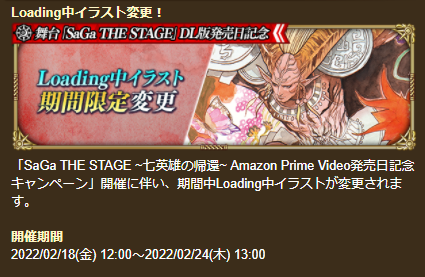 Loading中イラスト変更！
舞台「SaGa THE STAGE」DL版発売日記念
Loading中イラスト
期間限定変更
「SaGa THE STAGE ~七英雄の帰還~ Amazon Prime Video発売日記念
キャンペーン」開催に伴い、期間中Loading中イラストが変更されま
す。
開催期間
2022/02/18(金) 12:00～2022/02/24(木) 13:00